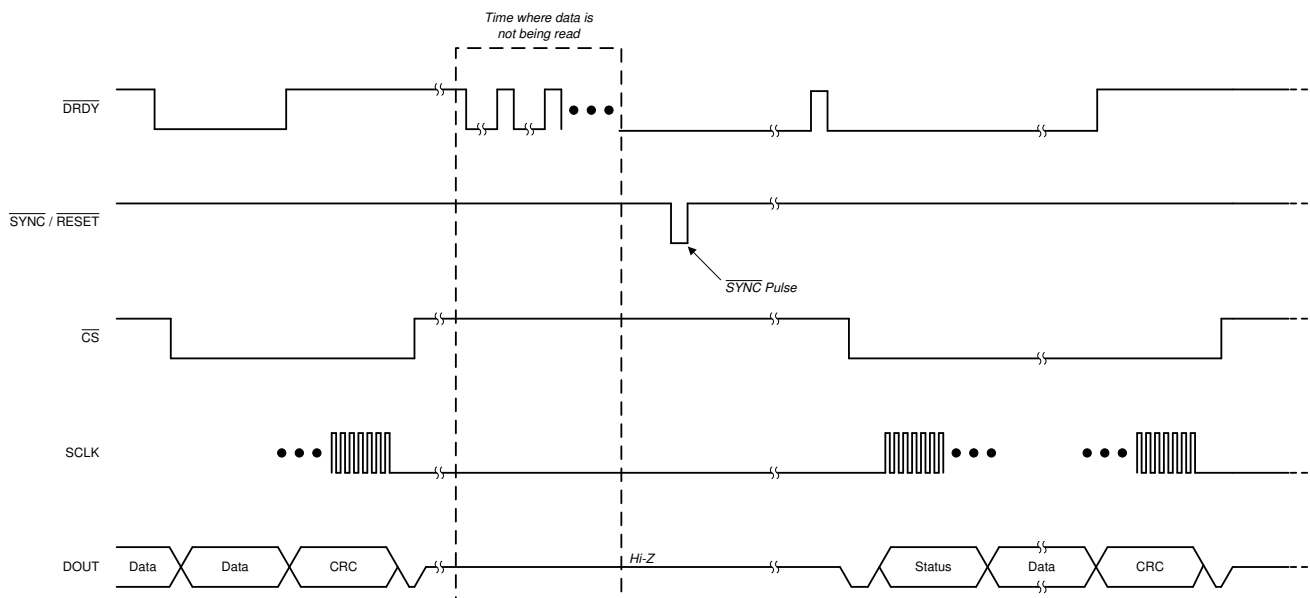 Time where data is
not being read
DRDY
SYNC / RESET
SYNC Pulse
CS
SCLK
Hi-Z
DOUT Data Data CRC Status Data CRC